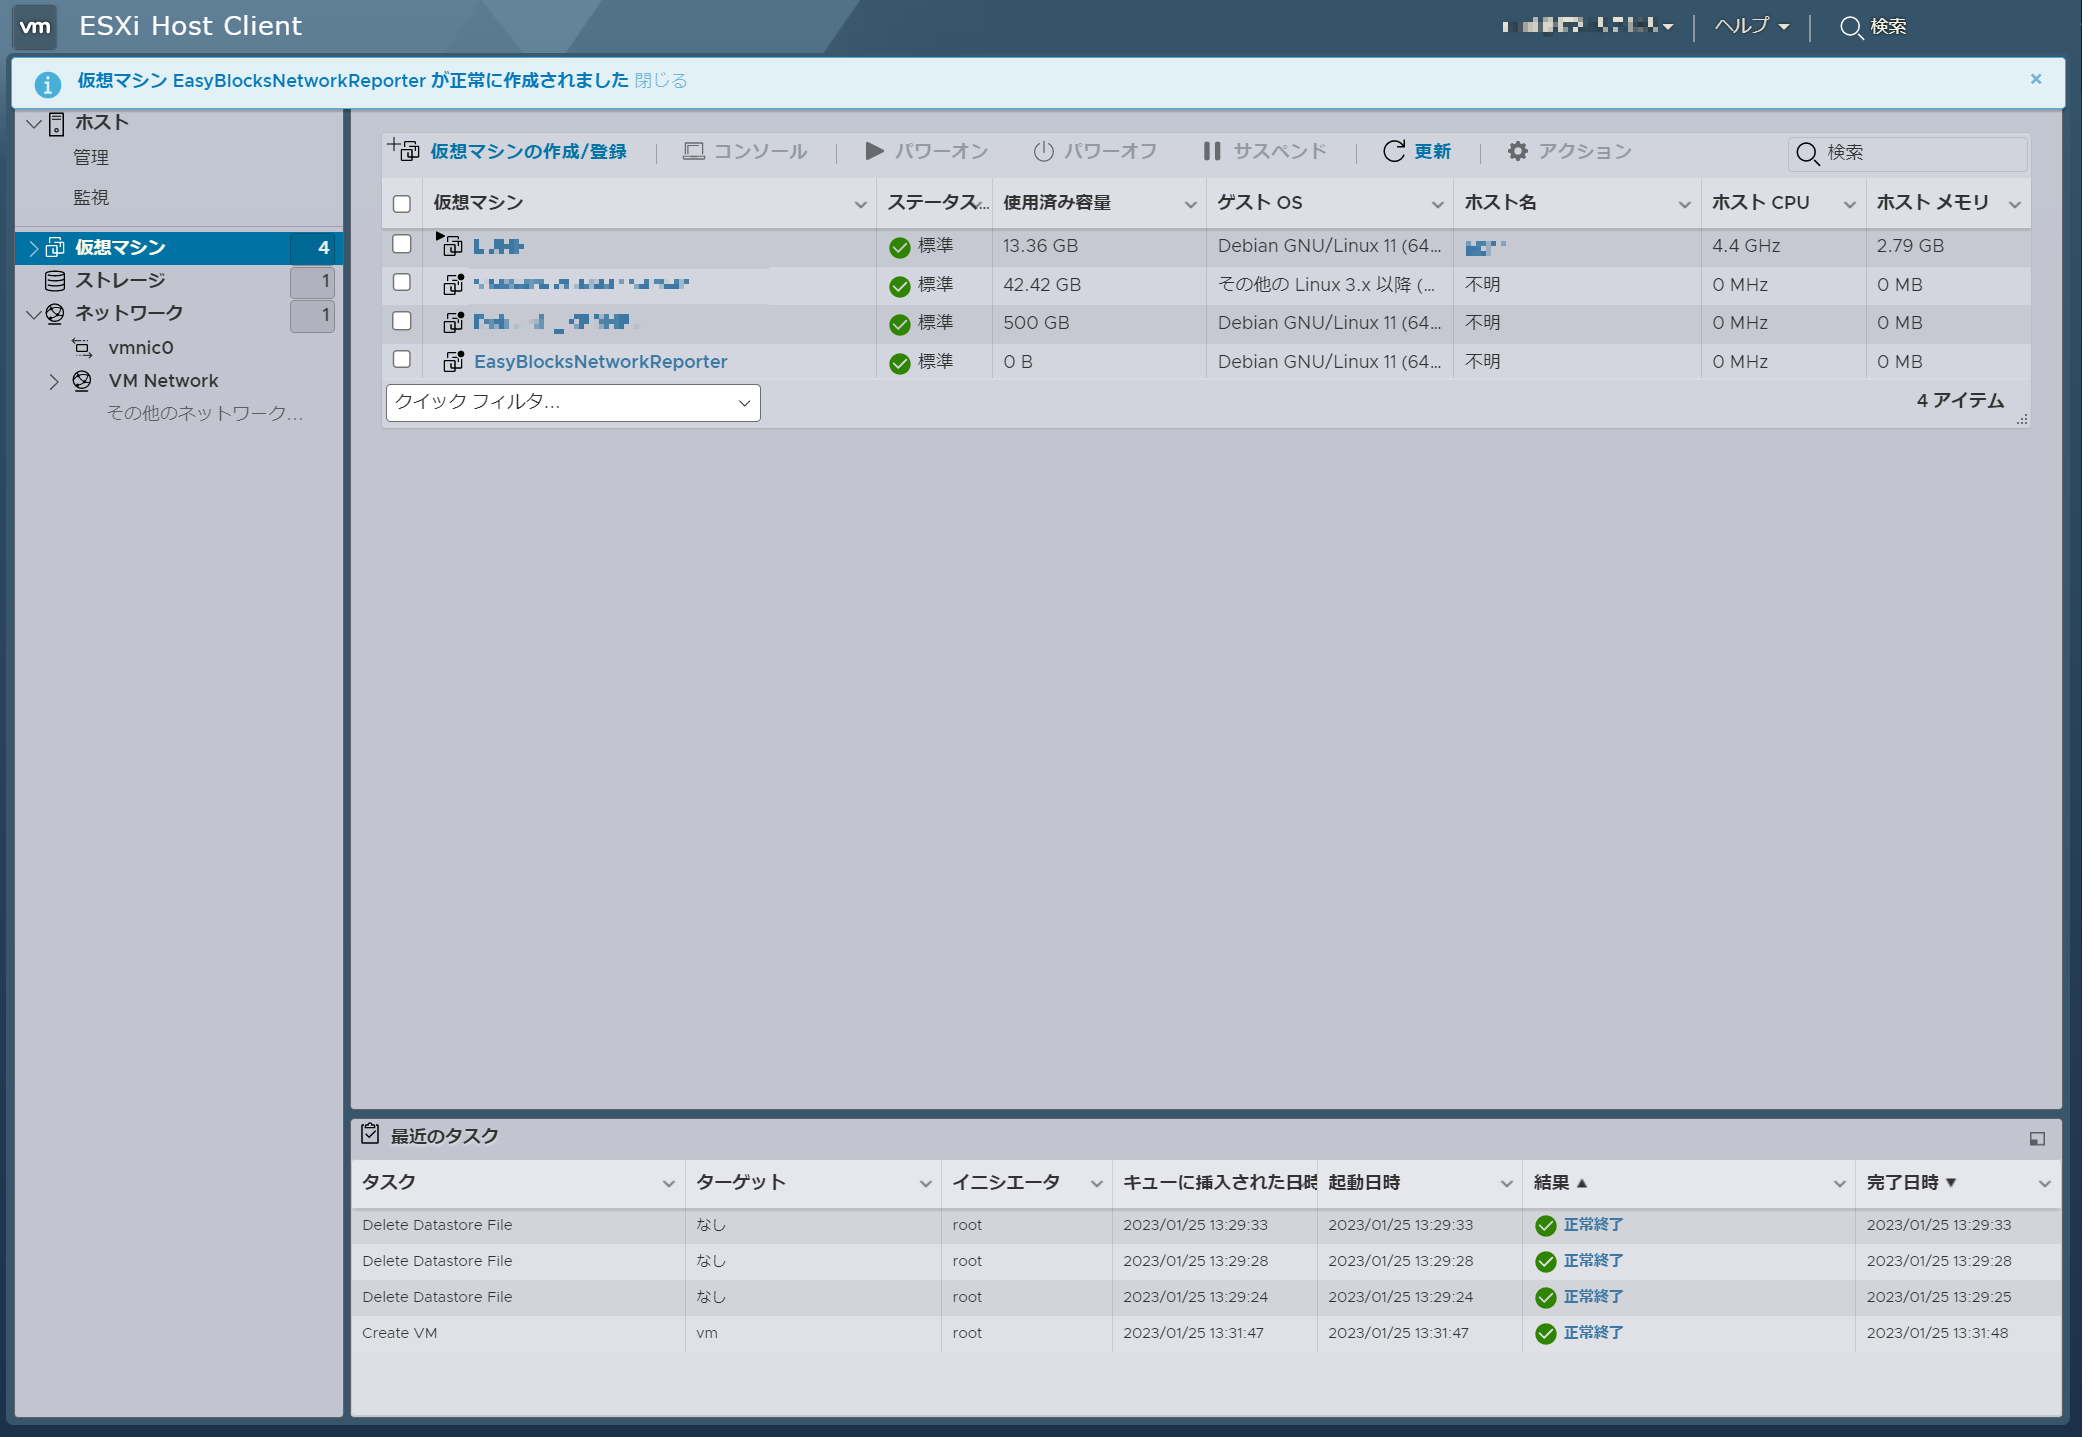 vm ESXi Host Client
ヘルプ 検索
仮想マシン EasyBlocksNetworkReporter が正常に作成されました 閉じる
ホスト
管理
監視
仮想マシン 4
ストレージ 1
ネットワーク 1
vmnic0
VM Network
その他のネットワーク...
仮想マシンの作成/登録 コンソール パワーオン パワーオフ サスペンド 更新 アクション 検索
仮想マシン ステータス... 使用済み容量 ゲスト OS ホスト名 ホスト CPU ホスト メモリ
標準 13.36 GB Debian GNU/Linux 11 (64... 4.4 GHz 2.79 GB
標準 42.42 GB その他の Linux 3.x 以降 (... 不明 0 MHz 0 MB
標準 500 GB Debian GNU/Linux 11 (64... 不明 0 MHz 0 MB
EasyBlocksNetworkReporter 標準 0 B Debian GNU/Linux 11 (64... 不明 0 MHz 0 MB
クイック フィルタ... 4 アイテム
最近のタスク
タスク ターゲット イニシエータ キューに挿入された日時 起動日時 結果 ▲ 完了日時 ▼
Delete Datastore File なし root 2023/01/25 13:29:33 2023/01/25 13:29:33 正常終了 2023/01/25 13:29:33
Delete Datastore File なし root 2023/01/25 13:29:28 2023/01/25 13:29:28 正常終了 2023/01/25 13:29:28
Delete Datastore File なし root 2023/01/25 13:29:24 2023/01/25 13:29:24 正常終了 2023/01/25 13:29:25
Create VM vm root 2023/01/25 13:31:47 2023/01/25 13:31:47 正常終了 2023/01/25 13:31:48